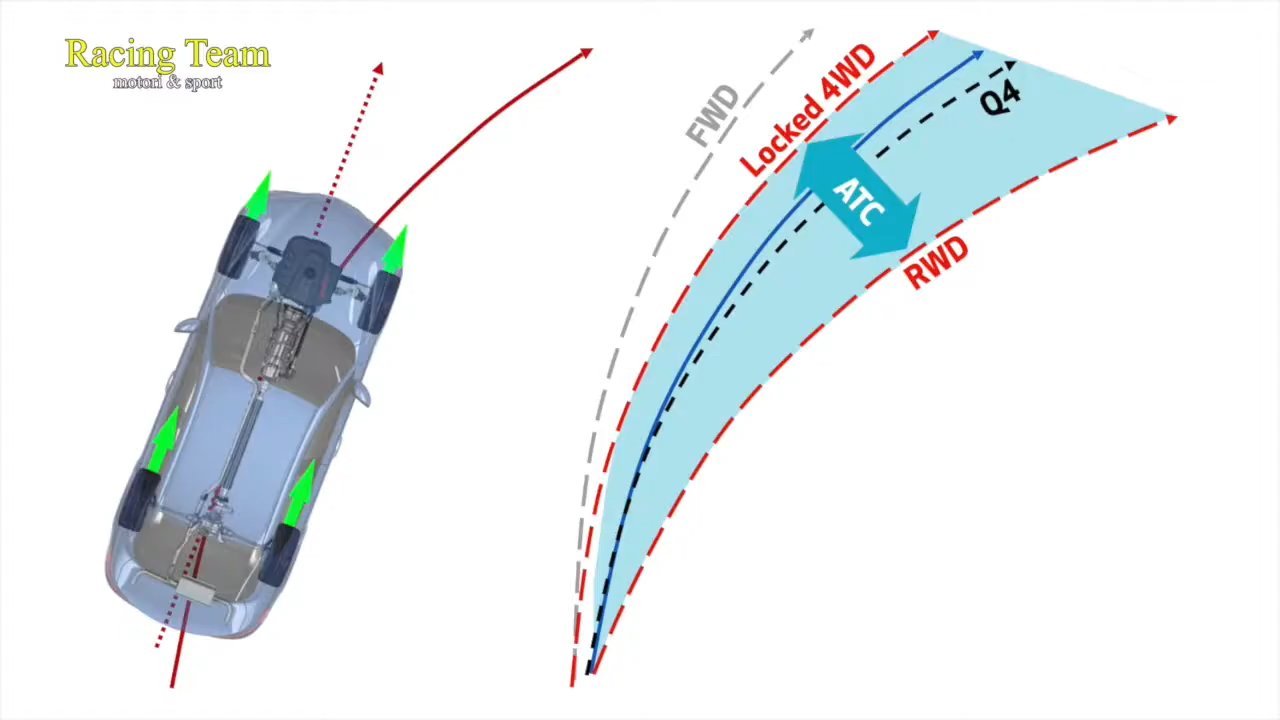 Racing Team
motori & sport
FWD
Locked 4WD
Q4
ATC
RWD